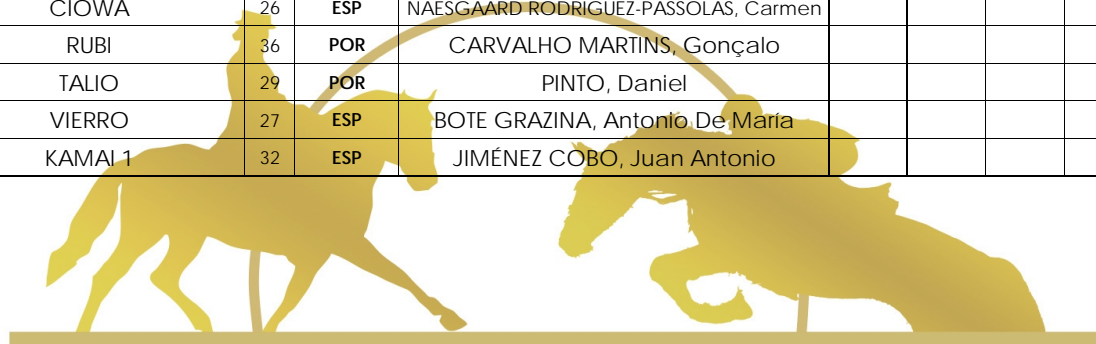 CIOWA 26 ESP NAESGAARD RODRIGUEZ-PASSOLAS, Carmen
RUBI 36 POR CARVALHO MARTINS, Gonçalo
TALIO 29 POR PINTO, Daniel
VIERRO 27 ESP BOTE GRAZINA, Antonio De María
KAMAI 1 32 ESP JIMÉNEZ COBO, Juan Antonio